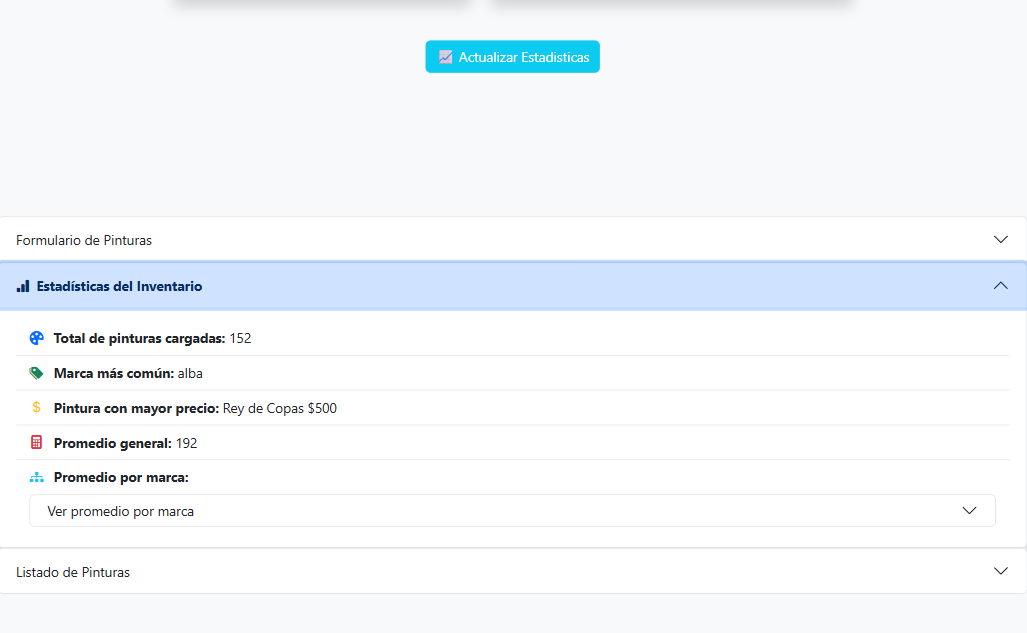 Actualizar Estadisticas
Formulario de Pinturas
Estadísticas del Inventario
Total de pinturas cargadas: 152
Marca más común: alba
Pintura con mayor precio: Rey de Copas $500
Promedio general: 192
Promedio por marca:
Ver promedio por marca
Listado de Pinturas